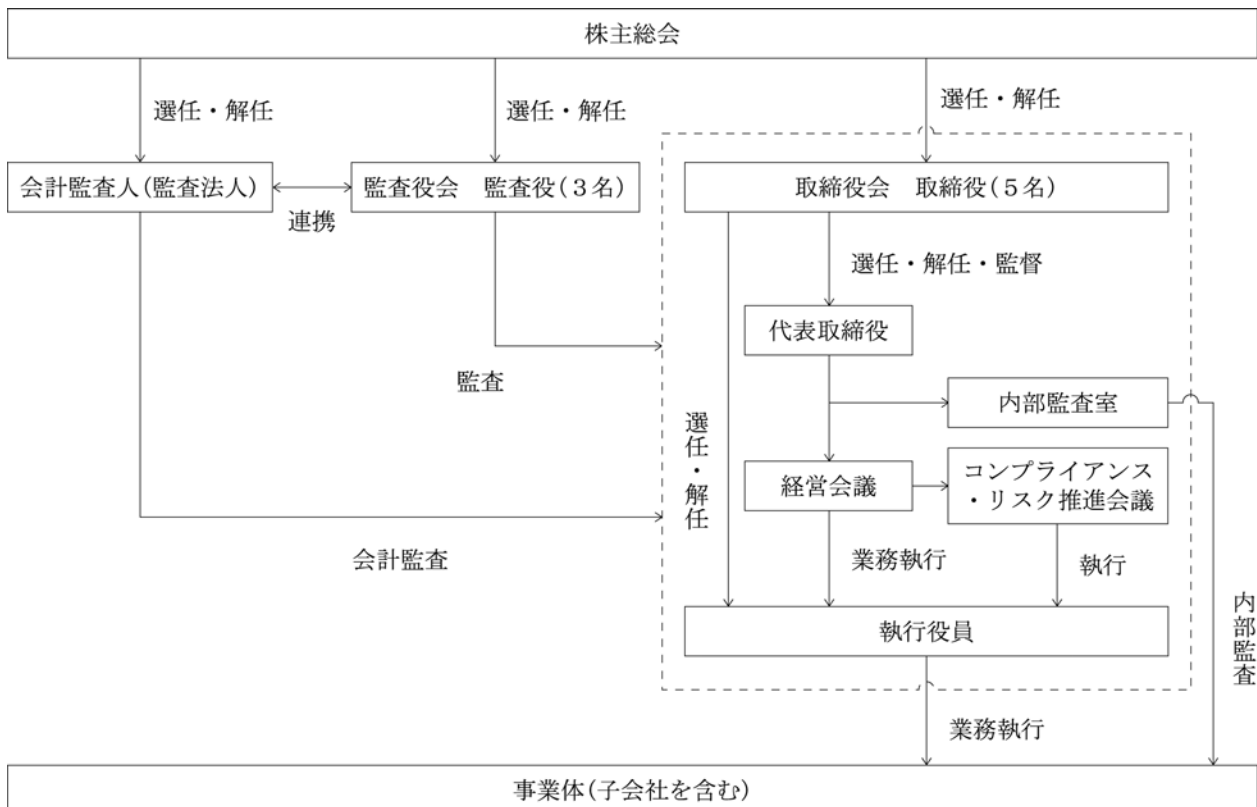 株主総会
選任・解任
選任・解任
選任・解任
会計監査人(監査法人)
連携
監査役会　監査役(３名)
取締役会　取締役(５名)
選任・解任・監督
代表取締役
監査
内部監査室
選任・解任
経営会議
コンプライアンス
・リスク推進会議
会計監査
業務執行
執行
執行役員
内部監査
業務執行
事業体(子会社を含む)